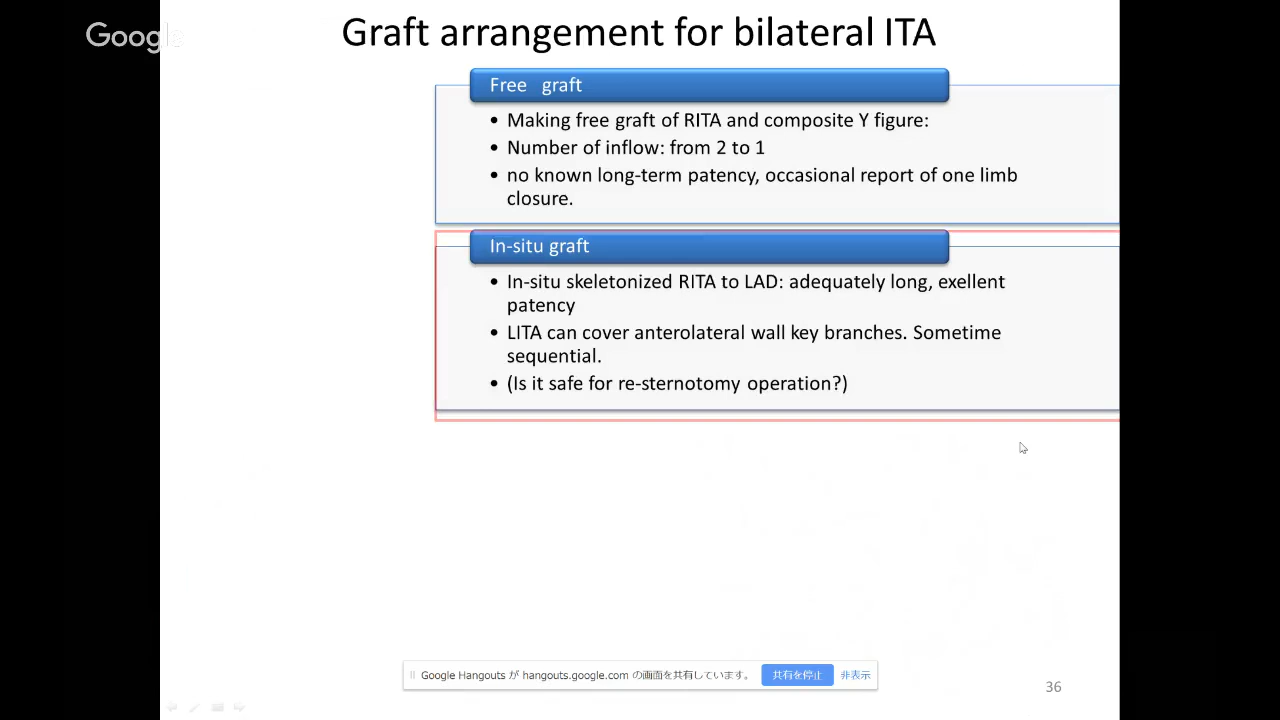 Google
Graft arrangement for bilateral ITA
Free graft
• Making free graft of RITA and composite Y figure:
• Number of inflow: from 2 to 1
• no known long-term patency, occasional report of one limb
closure.
In-situ graft
• In-situ skeletonized RITA to LAD: adequately long, exellent
patency
• LITA can cover anterolateral wall key branches. Sometime
sequential.
• (Is it safe for re-sternotomy operation?)
Google Hangouts が hangouts.google.com の画面を共有しています。 共有を停止 非表示
36